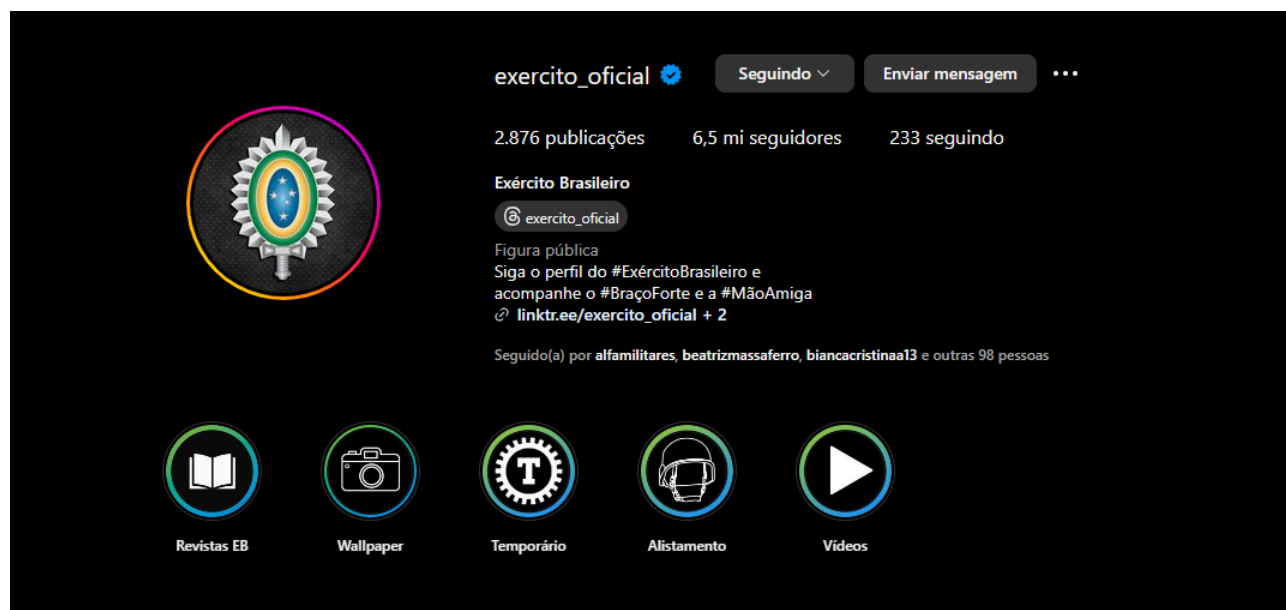 exercito_oficial Seguindo Enviar mensagem
2.876 publicações 6,5 mi seguidores 233 seguindo
Exército Brasileiro
exercito_oficial
Figura pública
Siga o perfil do #ExércitoBrasileiro e
acompanhe o #BraçoForte e a #MãoAmiga
linktr.ee/exercito_oficial + 2
Seguido(a) por alfamilitares, beatrizmassaferro, biancacristinaa13 e outras 98 pessoas
T
Revistas EB Wallpaper Temporário Alistamento Vídeos